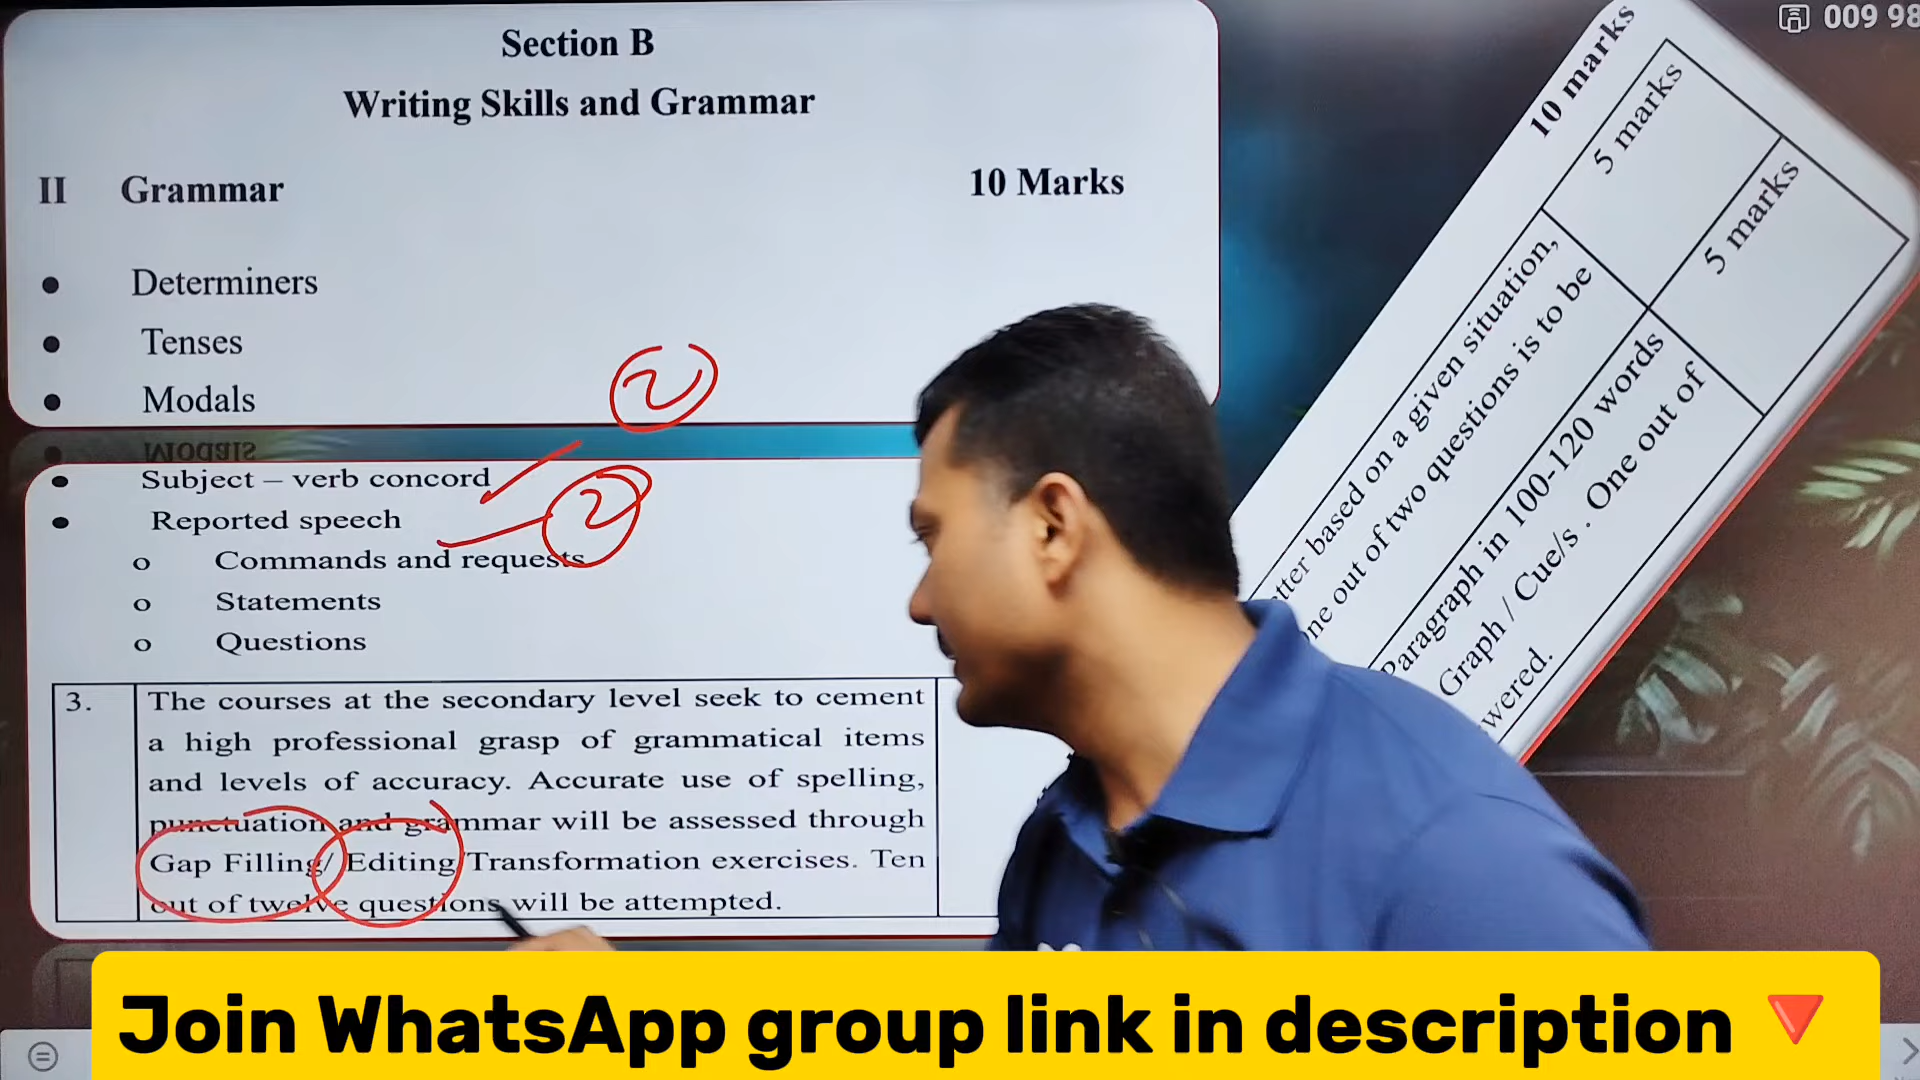 Section B
Writing Skills and Grammar
II Grammar 10 Marks
● Determiners
● Tenses
● Modals
Modals
● Subject – verb concord
● Reported speech
o Commands and requests
o Statements
o Questions
2
2
3. The courses at the secondary level seek to cement
a high professional grasp of grammatical items
and levels of accuracy. Accurate use of spelling,
punctuation and grammar will be assessed through
Gap Filling/ Editing/Transformation exercises. Ten
out of twelve questions will be attempted.
10 marks
based on a given situation, 5 marks
one out of two questions is to be
Paragraph in 100-120 words 5 marks
Graph / Cue/s . One out of
009 98
Join WhatsApp group link in description